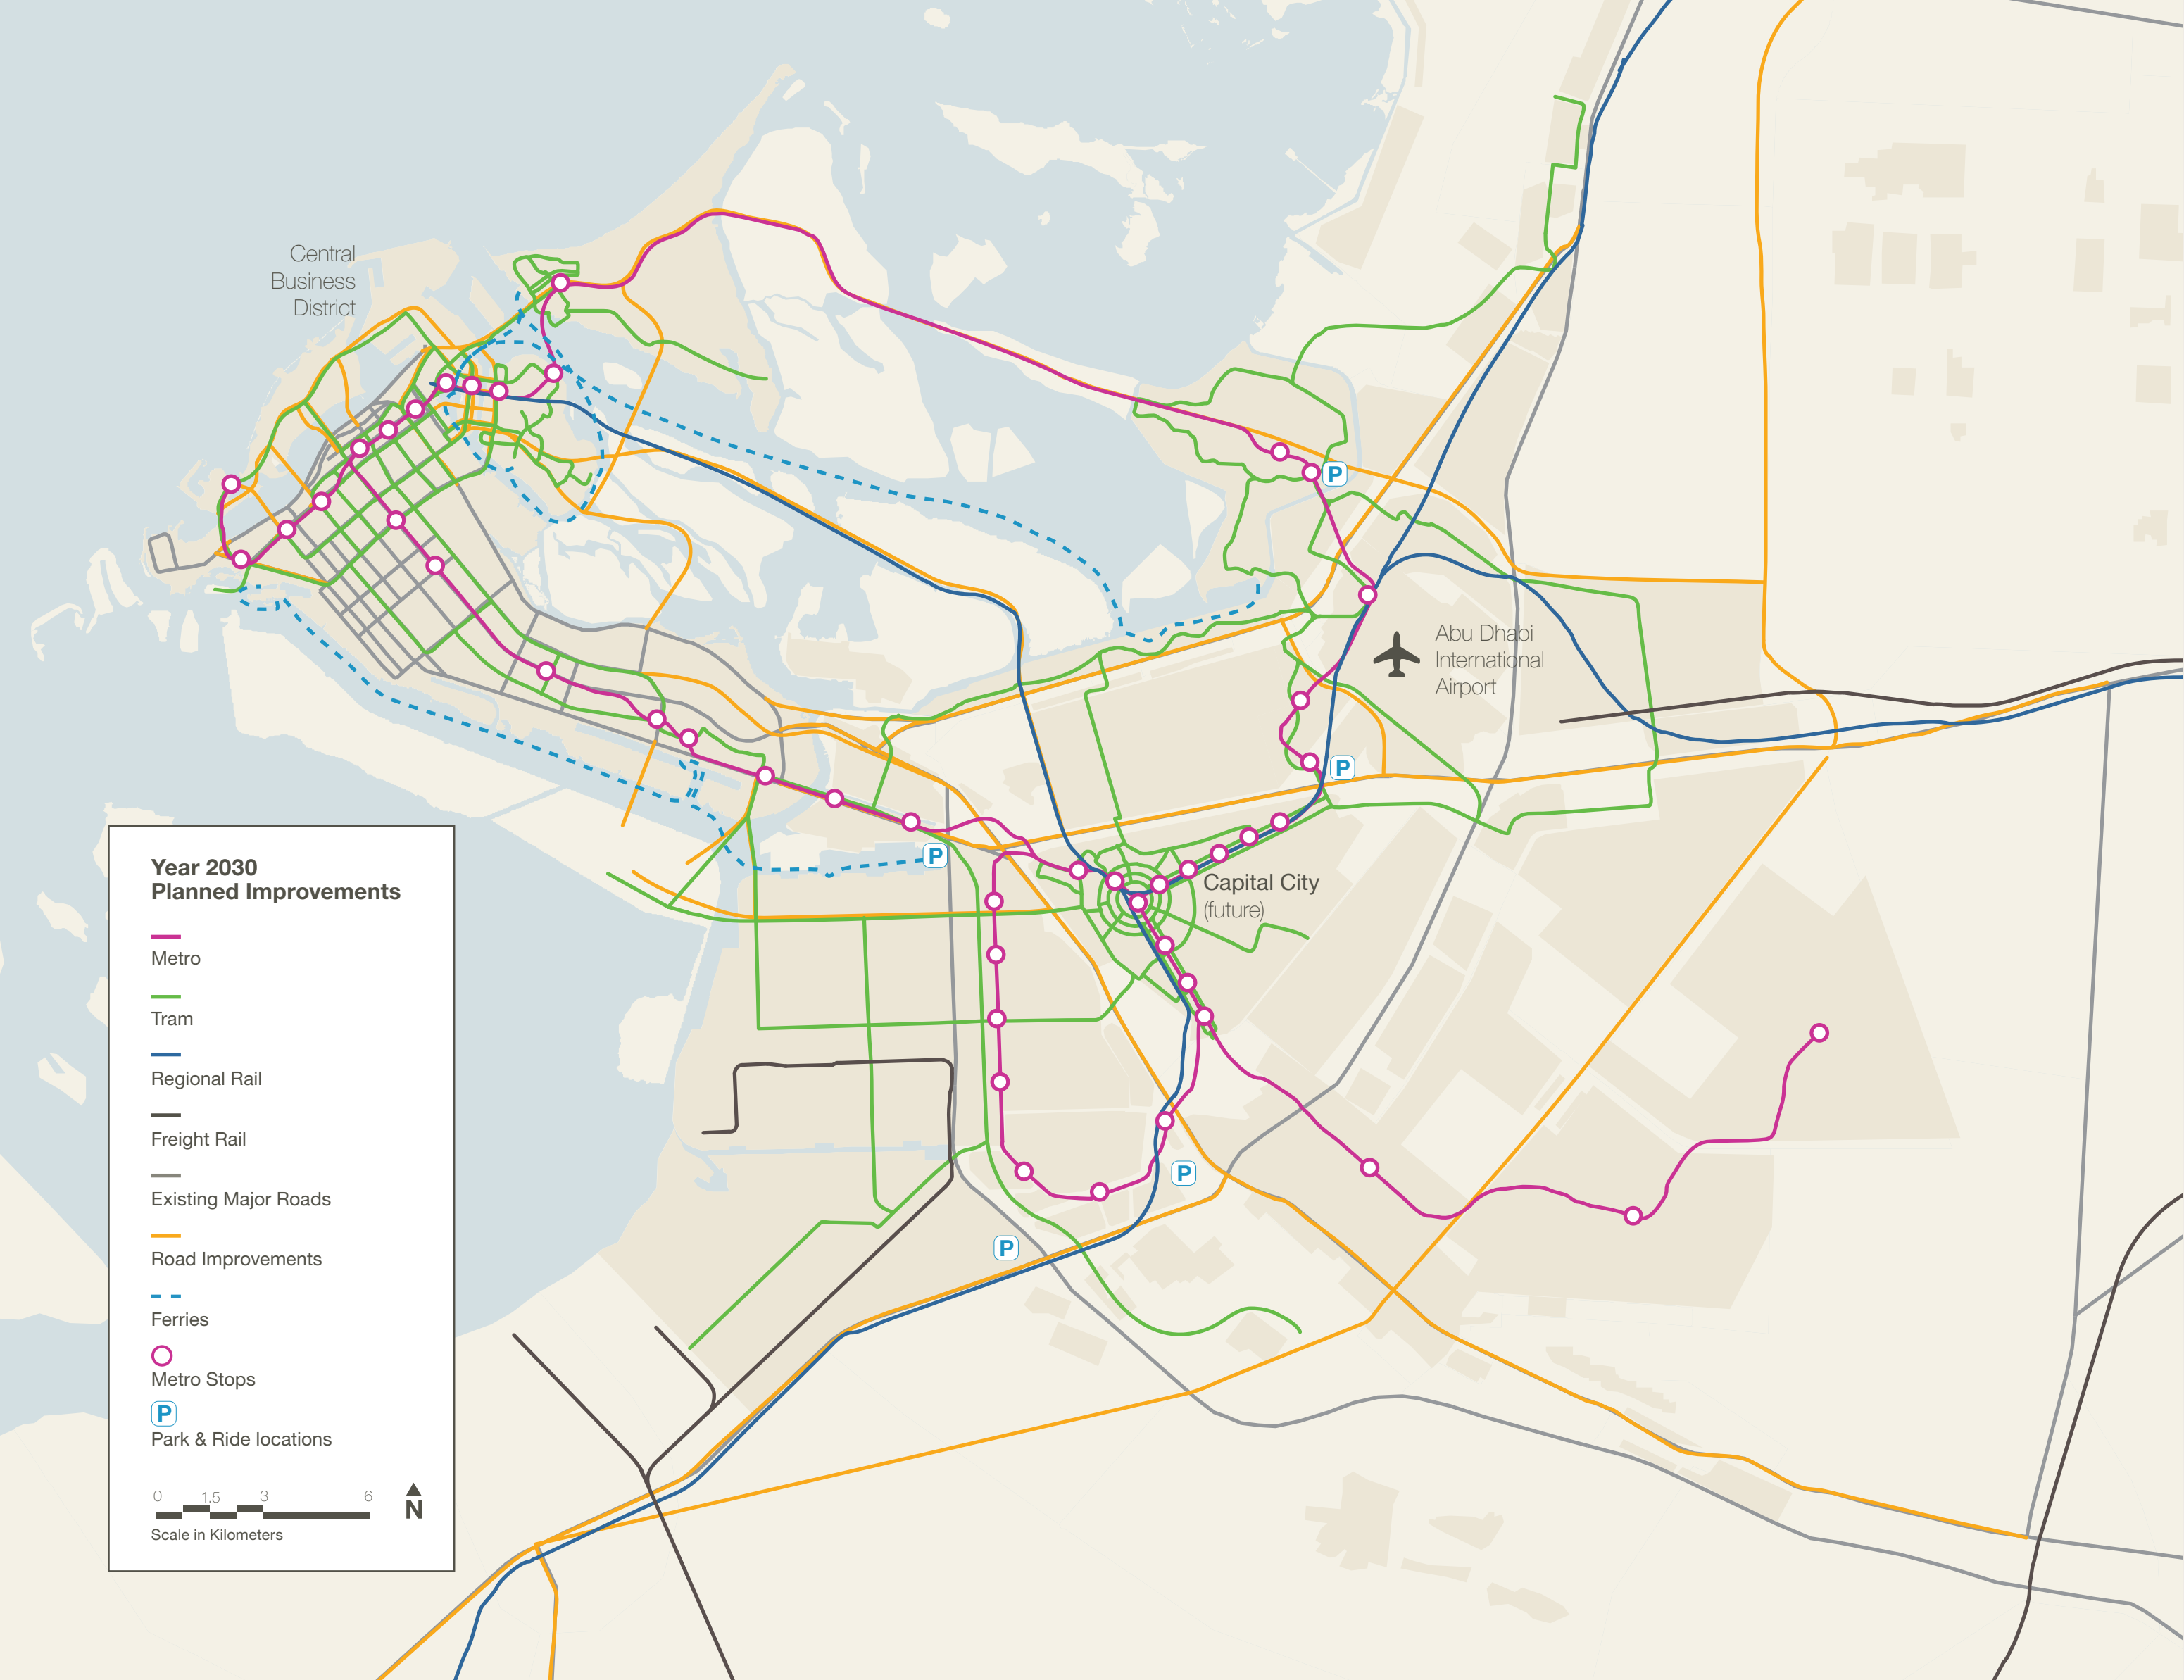 Central
Business
District
P
Abu Dhabi
International
Airport
P
P
Capital City
(future)
P
P
Year 2030
Planned Improvements
Metro
Tram
Regional Rail
Freight Rail
Existing Major Roads
Road Improvements
Ferries
Metro Stops
P
Park & Ride locations
0 1.5 3 6
N
Scale in Kilometers